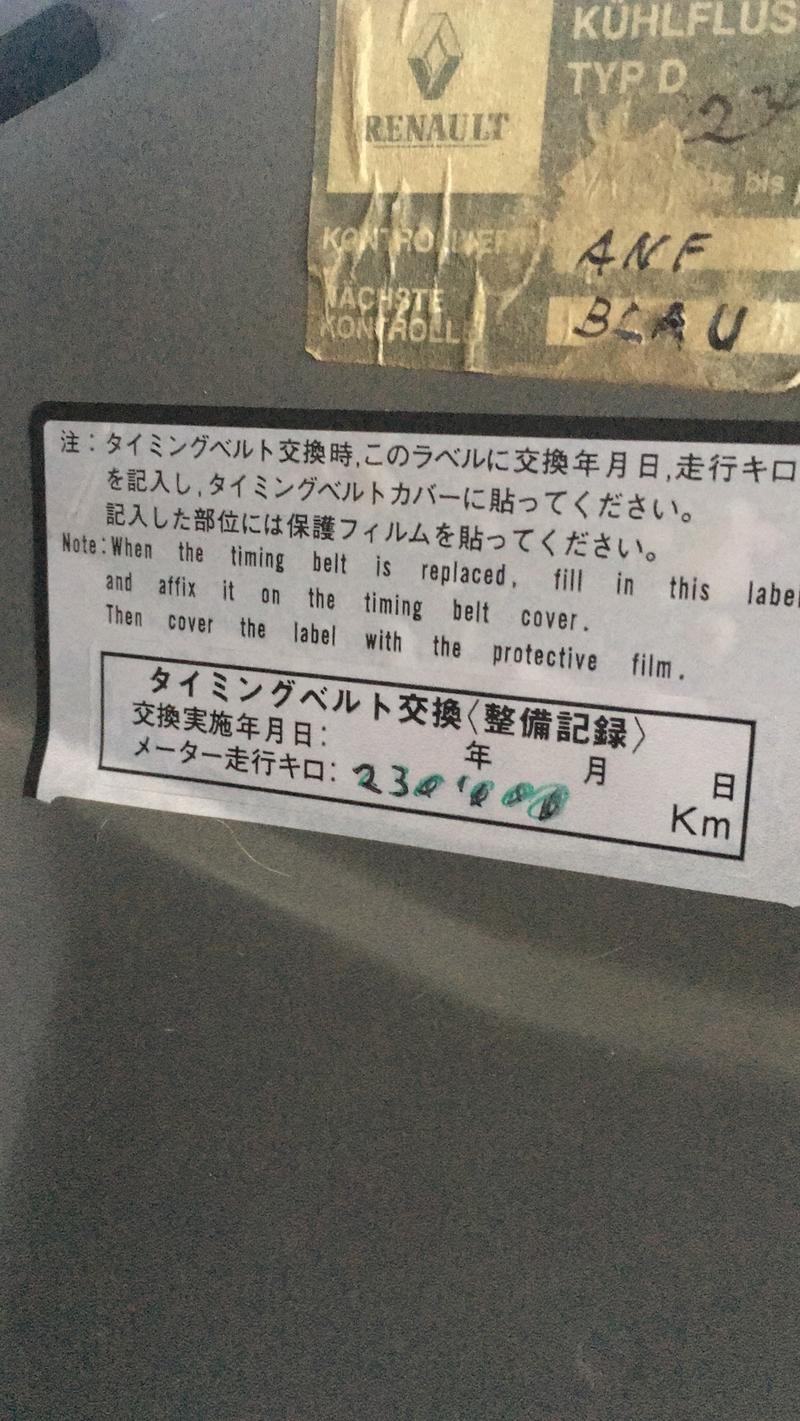 KÜHLFLUS
TYP D
RENAULT
bis
ANF
NÄCHSTE
KONTROLL
BLAU
注：タイミングベルト交換時,このラベルに交換年月日,走行キロ
を記入し,タイミングベルトカバーに貼ってください。
記入した部位には保護フィルムを貼ってください。
Note:When the timing belt is replaced, fill in this label
and affix it on the timing belt cover.
Then cover the label with the protective film.
タイミングベルト交換〈整備記録〉
交換実施年月日： 年 月 日
メーター走行キロ：230'000 Km